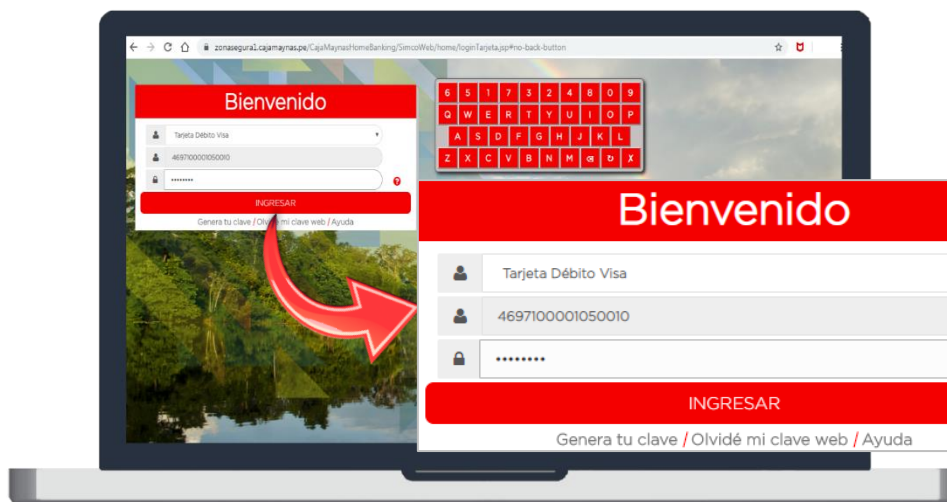 zonasegura1.cajamaynas.pe/CajaMaynasHomeBanking/SimcoWeb/home/loginTarjeta.jsp#no-back-button
Bienvenido
Tarjeta Débito Visa
4697100001050010
••••••••
?
INGRESAR
Genera tu clave / Olvidé mi clave web / Ayuda
6 5 1 7 3 2 4 8 0 9
Q W E R T Y U I O P
A S D F G H J K L
Z X C V B N M
Bienvenido
Tarjeta Débito Visa
4697100001050010
••••••••
INGRESAR
Genera tu clave / Olvidé mi clave web / Ayuda